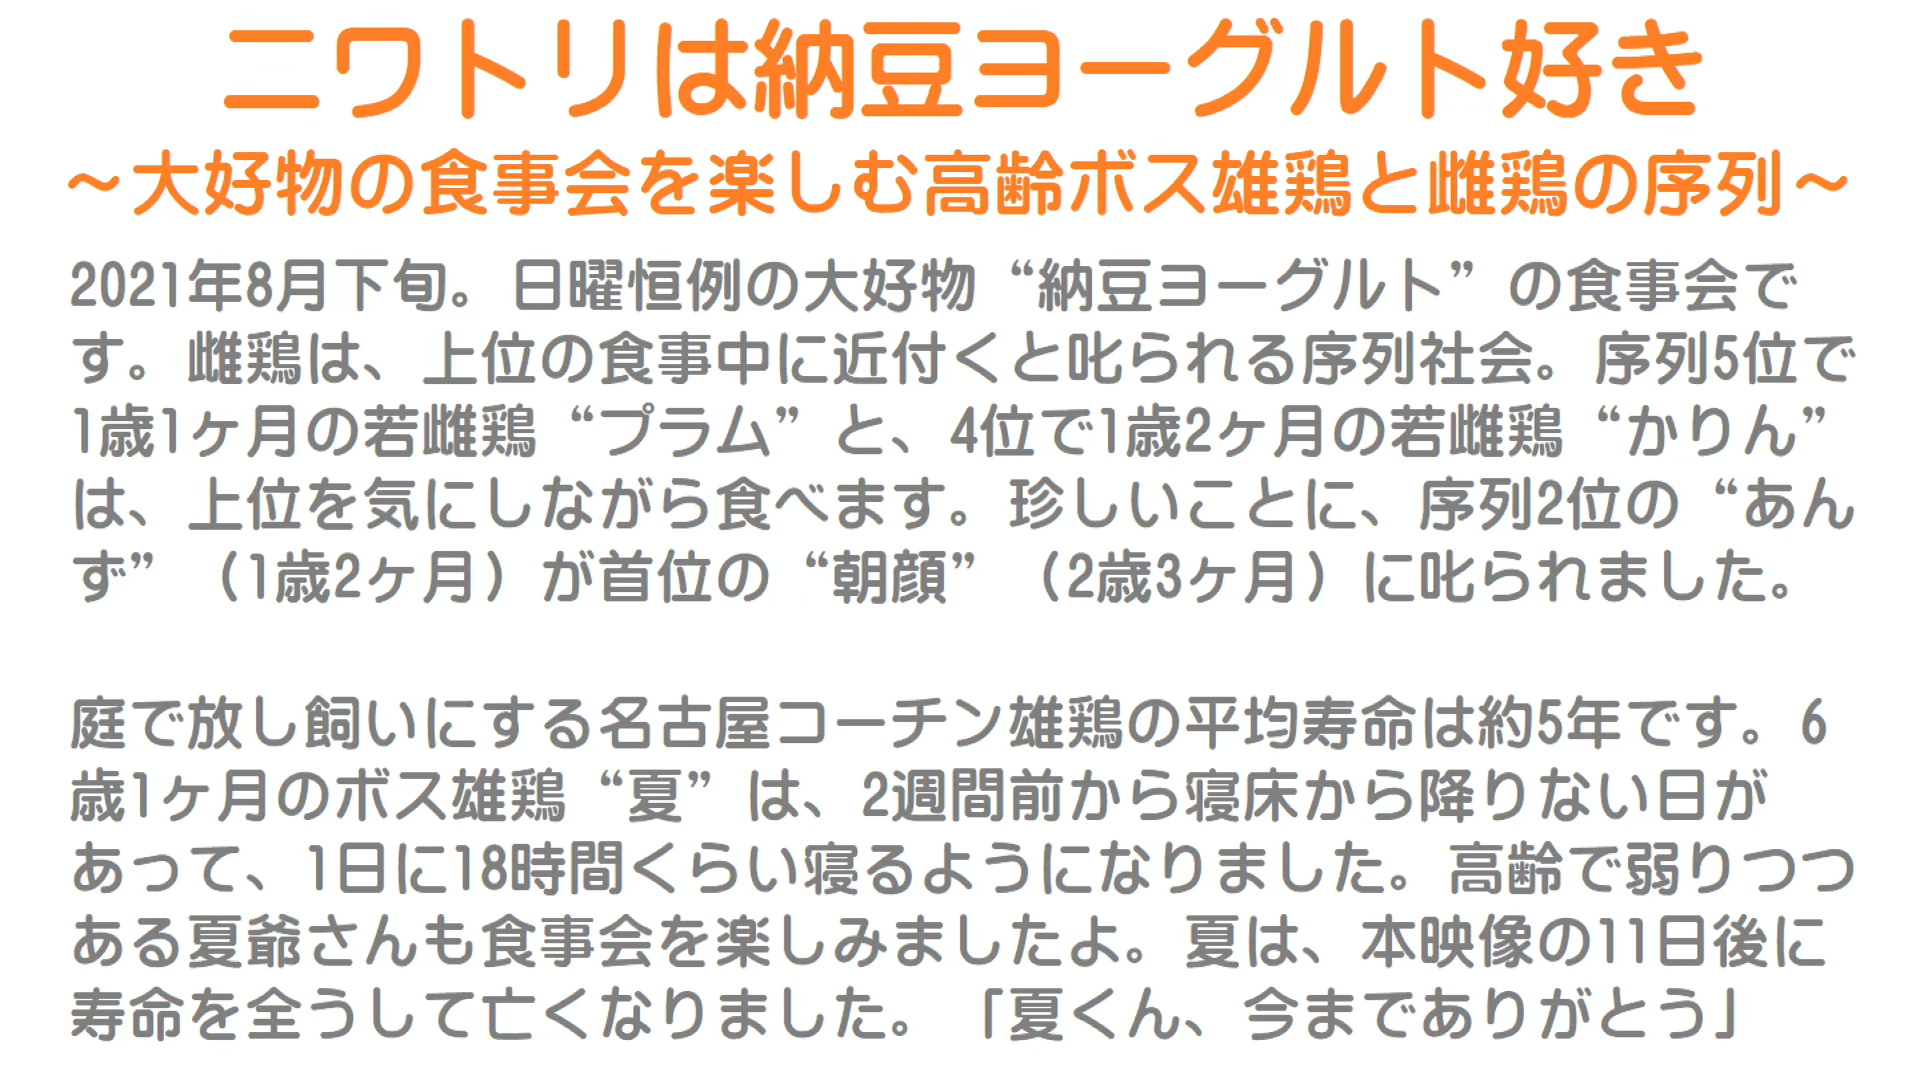 ニワトリは納豆ヨーグルト好き
～大好物の食事会を楽しむ高齢ボス雄鶏と雌鶏の序列～
2021年8月下旬。日曜恒例の大好物“納豆ヨーグルト”の食事会で
す。雌鶏は、上位の食事中に近付くと叱られる序列社会。序列5位で
1歳1ヶ月の若雌鶏“プラム”と、4位で1歳2ヶ月の若雌鶏“かりん”
は、上位を気にしながら食べます。珍しいことに、序列2位の“あん
ず”（1歳2ヶ月）が首位の“朝顔”（2歳3ヶ月）に叱られました。
庭で放し飼いにする名古屋コーチン雄鶏の平均寿命は約5年です。6
歳1ヶ月のボス雄鶏“夏”は、2週間前から寝床から降りない日が
あって、1日に18時間くらい寝るようになりました。高齢で弱りつつ
ある夏爺さんも食事会を楽しみましたよ。夏は、本映像の11日後に
寿命を全うして亡くなりました。「夏くん、今までありがとう」